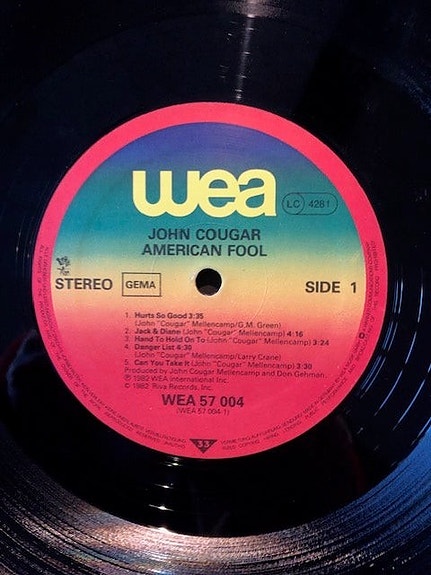 wea
LC 4281
JOHN COUGAR
AMERICAN FOOL
STEREO GEMA SIDE 1
1. Hurts So Good 3:35
(John "Cougar" Mellencamp/G.M. Green)
2. Jack & Diane (John "Cougar" Mellencamp) 4:16
3. Hand To Hold On To (John "Cougar" Mellencamp) 3:24
4. Danger List 4:30
(John "Cougar" Mellencamp/Larry Crane)
5. Can You Take It (John "Cougar" Mellencamp) 3:30
Produced by John Cougar Mellencamp and Don Gehman.
℗ 1982 WEA International Inc.
© 1982 Riva Records, Inc.
WEA 57 004
(WEA 57 004-1)
33